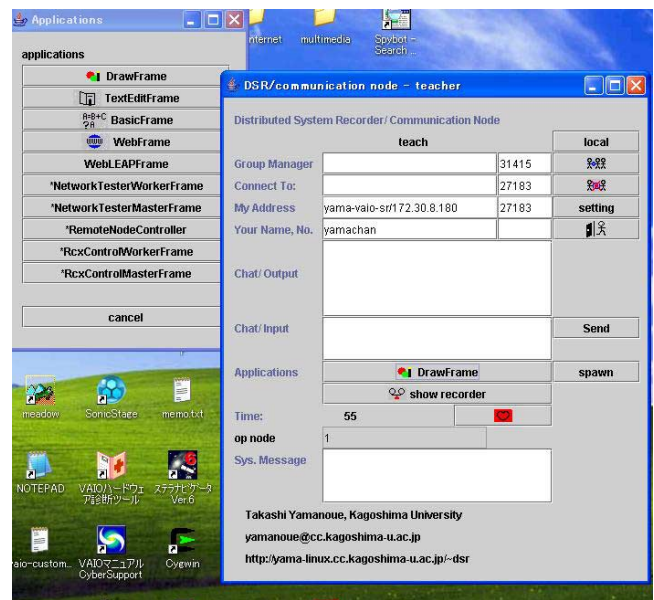 Applications
applications
DrawFrame
TextEditFrame
A=B+C
?A
BasicFrame
WebFrame
WebLEAPFrame
*NetworkTesterWorkerFrame
*NetworkTesterMasterFrame
*RemoteNodeController
*RcxControlWorkerFrame
*RcxControlMasterFrame
cancel
nternet
multimedia
Spybot -
Search ...
DSR/communication node - teacher
Distributed System Recorder/Communication Node
teach
local
Group Manager
31415
Connect To:
27183
My Address
yama-vaio-sr/172.30.8.180
27183
setting
Your Name, No.
yamachan
Chat/Output
Chat/Input
Send
Applications
DrawFrame
spawn
show recorder
Time:
55
op node
1
Sys. Message
Takashi Yamanoue, Kagoshima University
yamanoue@cc.kagoshima-u.ac.jp
http://yama-linux.cc.kagoshima-u.ac.jp/~dsr
meadow
SonicStage
memo.txt
NOTEPAD
VAIOハードウェ
ア診断ツール
ステラナビゲータ
Ver.6
aio-custom...
VAIOマニュアル
CyberSupport
Cygwin